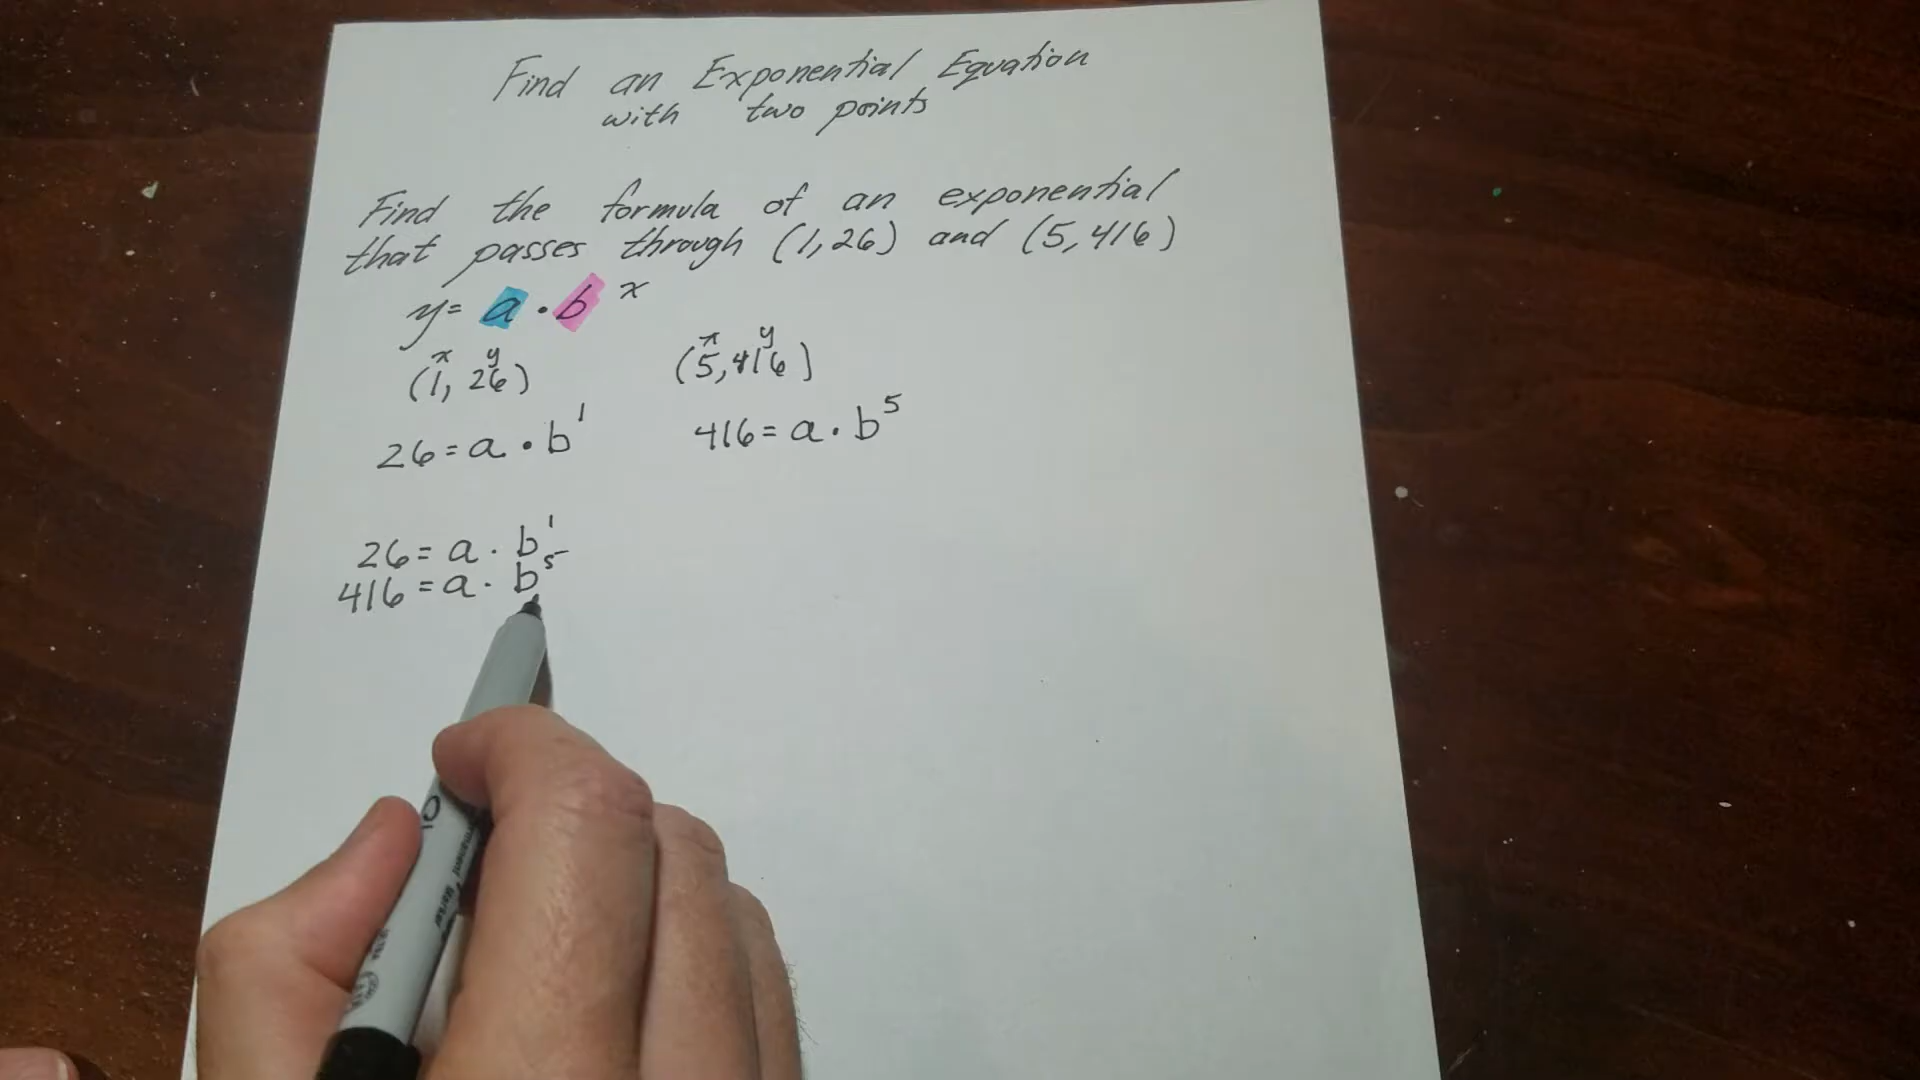 Find an Exponential Equation
with two points
Find the formula of an exponential
that passes through (1,26) and (5,416)
y= a · b^x
x y
(1, 26)
x y
(5,416)
26=a·b^1
416=a·b^5
26=a·b^1
416=a·b^5